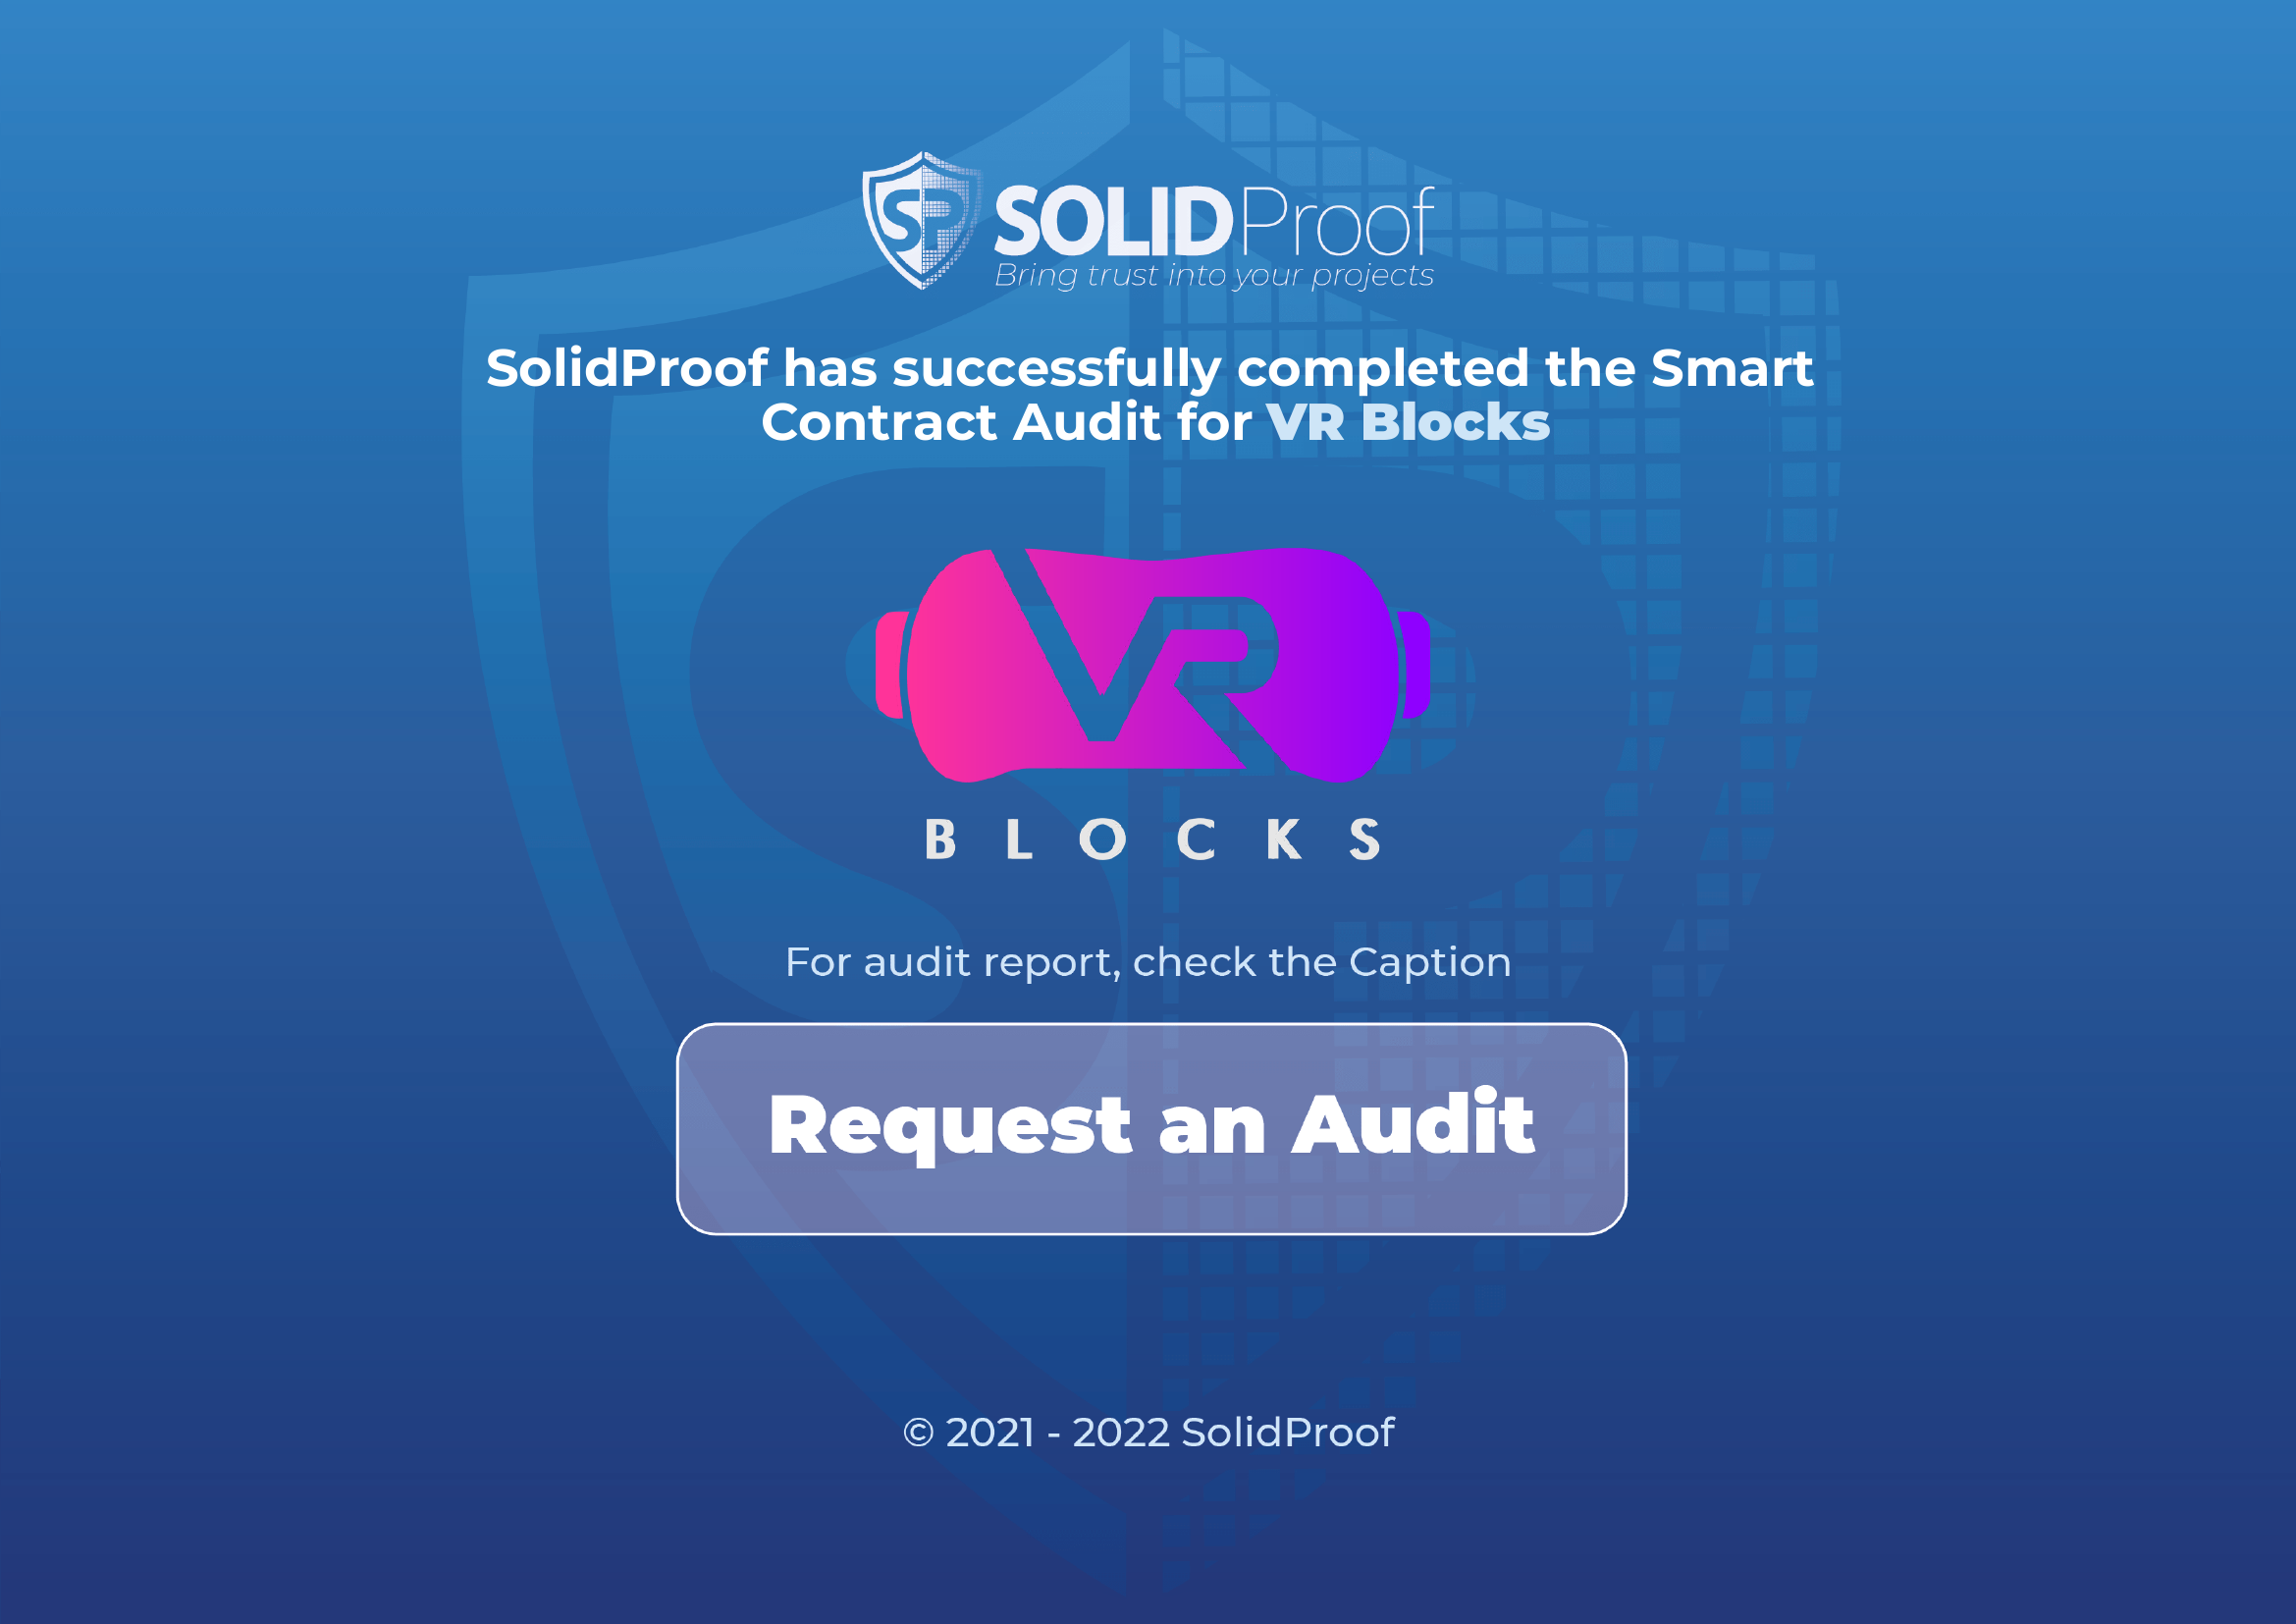 SP SOLIDProof
Bring trust into your projects
SolidProof has successfully completed the Smart
Contract Audit for VR Blocks
VR
BLOCKS
For audit report, check the Caption
Request an Audit
© 2021 - 2022 SolidProof